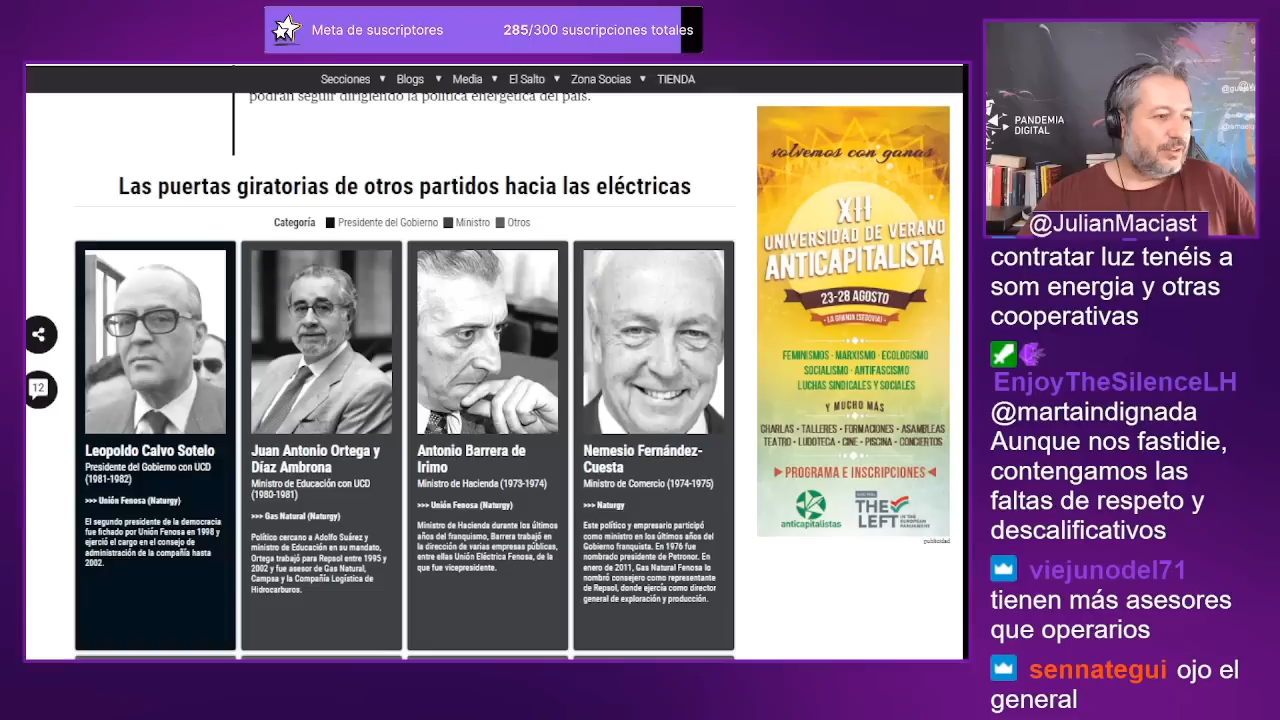 Meta de suscriptores 285/300 suscripciones totales
Secciones ▼ Blogs ▼ Media ▼ El Salto ▼ Zona Socias ▼ TIENDA
podrán seguir dirigiendo la política energética del país.
Las puertas giratorias de otros partidos hacia las eléctricas
Categoría Presidente del Gobierno Ministro Otros
12
Leopoldo Calvo Sotelo
Presidente del Gobierno con UCD
(1981-1982)
>>> Unión Fenosa (Naturgy)
El segundo presidente de la democracia
fue fichado por Unión Fenosa en 1998 y
ejerció el cargo en el consejo de
administración de la compañía hasta
2002.
Juan Antonio Ortega y
Díaz Ambrona
Ministro de Educación con UCD
(1980-1981)
>>> Gas Natural (Naturgy)
Político cercano a Adolfo Suárez y
ministro de Educación en su mandato,
Ortega trabajó para Repsol entre 1995 y
2002 y fue asesor de Gas Natural,
Campsa y la Compañía Logística de
Hidrocarburos.
Antonio Barrera de
Irimo
Ministro de Hacienda (1973-1974)
>>> Unión Fenosa (Naturgy)
Ministro de Hacienda durante los últimos
años del franquismo, Barrera trabajó en
la dirección de varias empresas públicas,
entre ellas Unión Eléctrica Fenosa, de la
que fue vicepresidente.
Nemesio Fernández-
Cuesta
Ministro de Comercio (1974-1975)
>>> Naturgy
Este político y empresario participó
como ministro en los últimos años del
Gobierno franquista. En 1976 fue
nombrado presidente de Petronor. En
enero de 2011, Gas Natural Fenosa lo
nombró consejero como representante
de Repsol, donde ejercía como director
general de exploración y producción.
volvemos con ganas
XII
UNIVERSIDAD DE VERANO
ANTICAPITALISTA
23-28 AGOSTO
· LA GRANJA (SEGOVIA) ·
FEMINISMOS · MARXISMO · ECOLOGISMO
SOCIALISMO · ANTIFASCISMO
LUCHAS SINDICALES Y SOCIALES
Y MUCHO MÁS
CHARLAS · TALLERES · FORMACIONES · ASAMBLEAS
TEATRO · LUDOTECA · CINE · PISCINA · CONCIERTOS
▶ PROGRAMA E INSCRIPCIONES ◀
anticapitalistas
THE LEFT
IN THE
EUROPEAN
PARLIAMENT
publicidad
PANDEMIA
DIGITAL
@JulianMaciast
contratar luz tenéis a
som energia y otras
cooperativas
EnjoyTheSilenceLH
@martaindignada
Aunque nos fastidie,
contengamos las
faltas de respeto y
descalificativos
viejunodel71
tienen más asesores
que operarios
sennategui ojo el
general